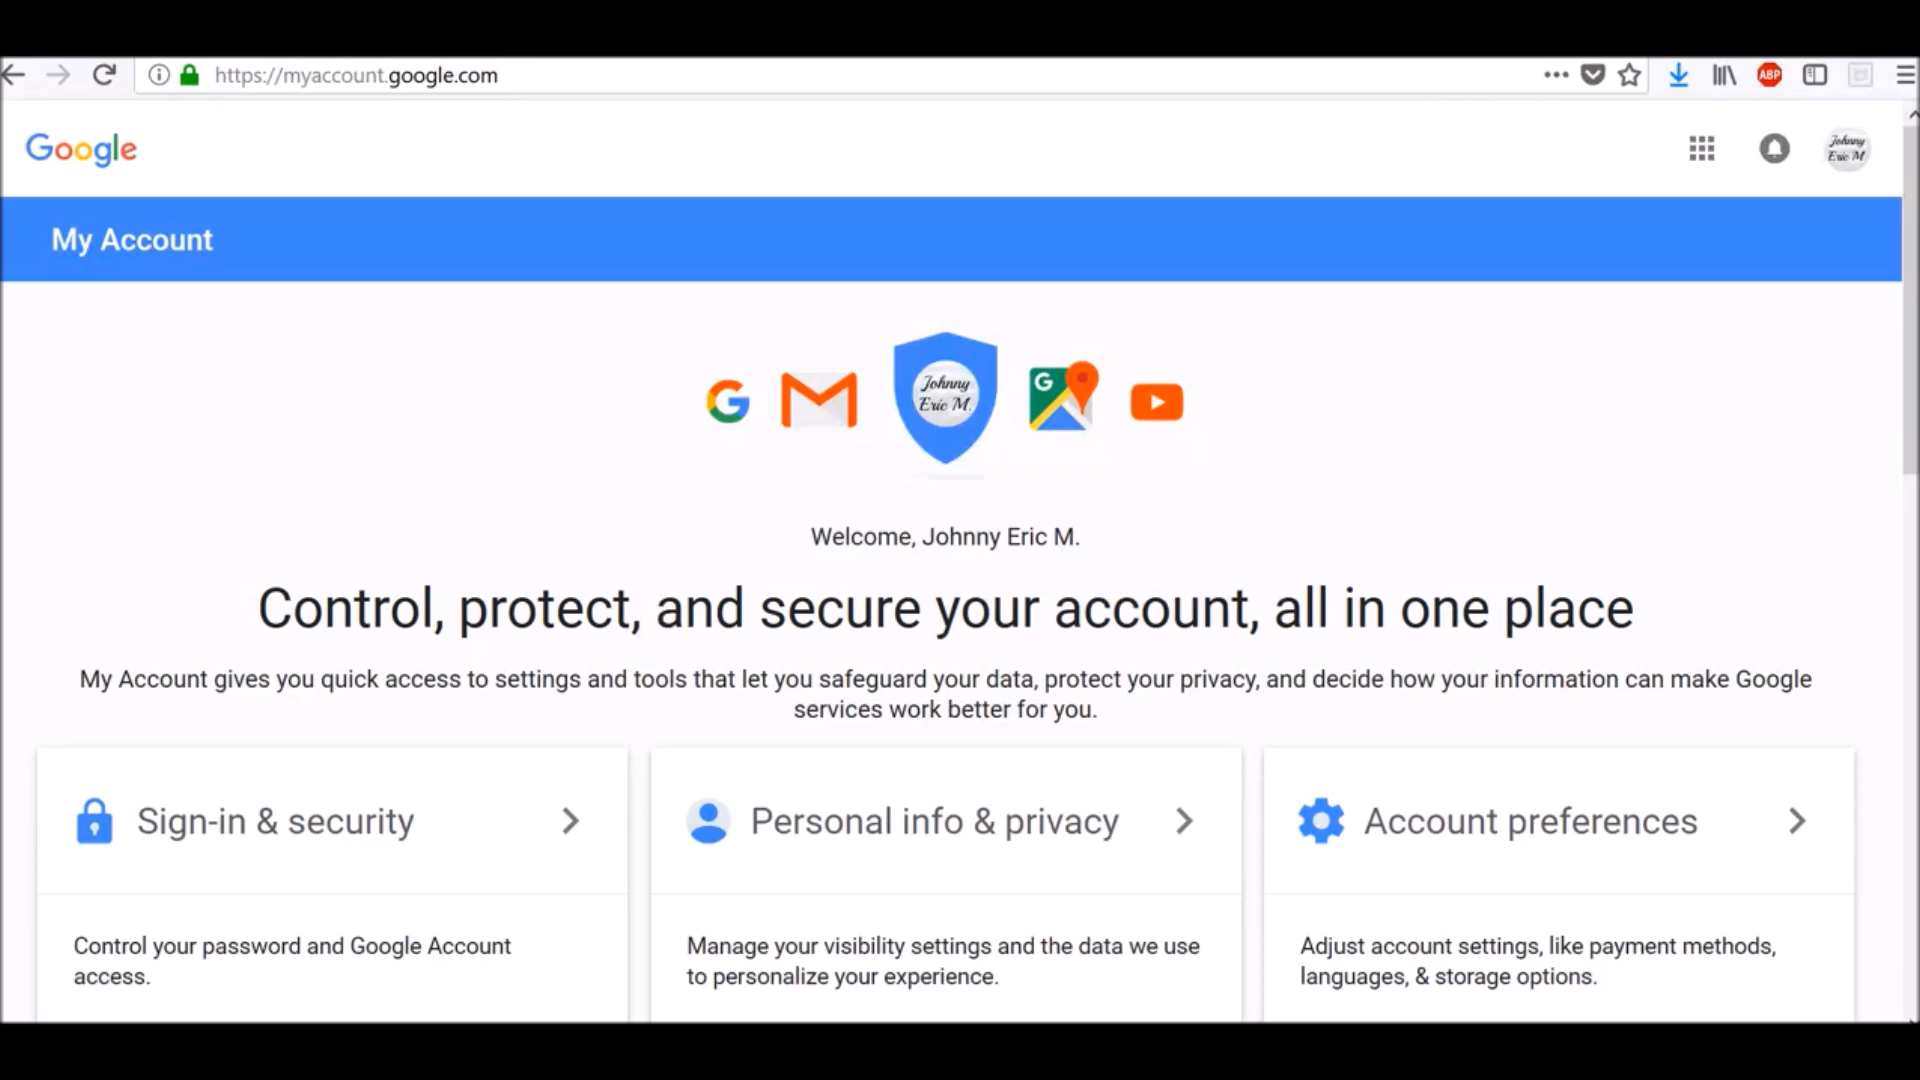 https://myaccount.google.com
ABP
Google
Johnny
Eric M
My Account
G
Johnny
Eric M.
G
Welcome, Johnny Eric M.
Control, protect, and secure your account, all in one place
My Account gives you quick access to settings and tools that let you safeguard your data, protect your privacy, and decide how your information can make Google
services work better for you.
Sign-in & security
Personal info & privacy
Account preferences
Control your password and Google Account
access.
Manage your visibility settings and the data we use
to personalize your experience.
Adjust account settings, like payment methods,
languages, & storage options.